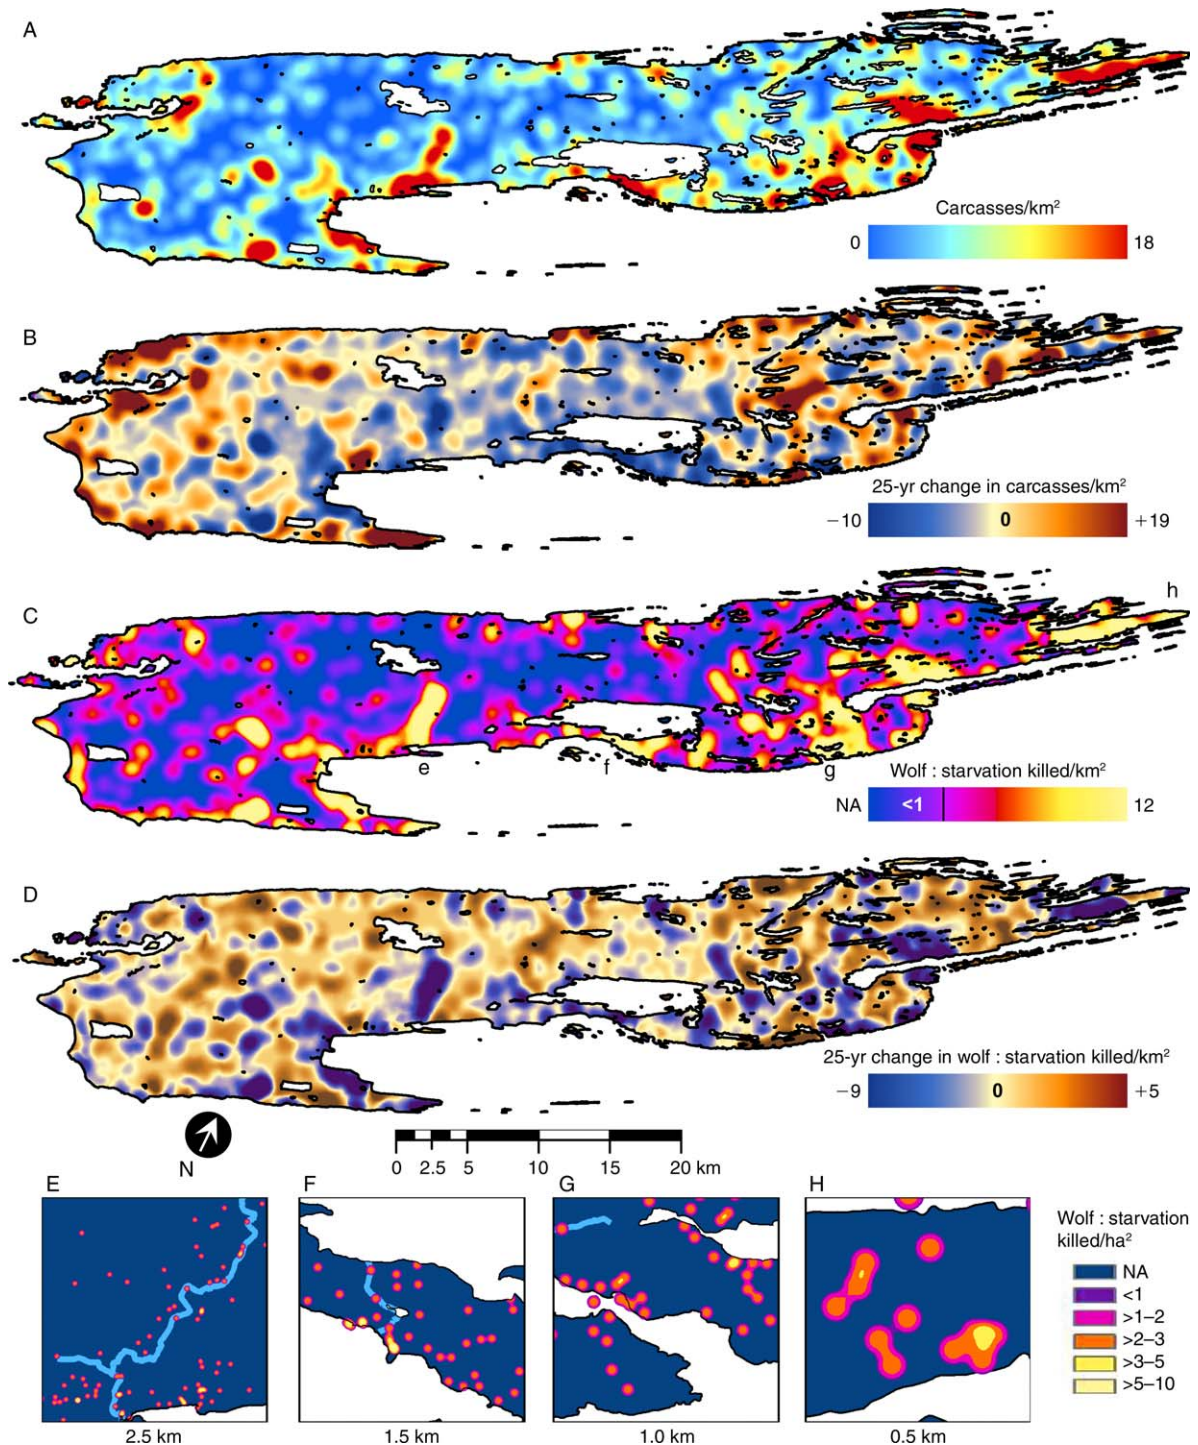 A
Carcasses/km²
0 18
B
25-yr change in carcasses/km²
−10 0 +19
h
C
e f g
Wolf : starvation killed/km²
NA <1 12
D
25-yr change in wolf : starvation killed/km²
−9 0 +5
N
0 2.5 5 10 15 20 km
E F G H
Wolf : starvation
killed/ha²
NA
<1
>1–2
>2–3
>3–5
>5–10
2.5 km 1.5 km 1.0 km 0.5 km